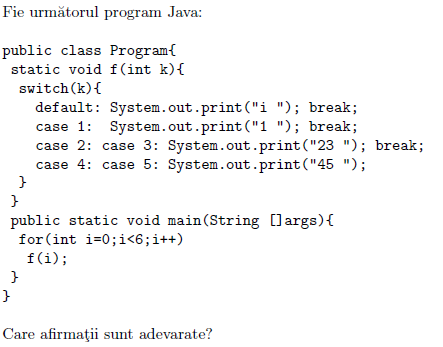 Fie următorul program Java:
public class Program{
static void f(int k){
switch(k){
default: System.out.print("i "); break;
case 1: System.out.print("1 "); break;
case 2: case 3: System.out.print("23 "); break;
case 4: case 5: System.out.print("45 ");
}
}
public static void main(String []args){
for(int i=0;i<6;i++)
f(i);
}
}
Care afirmaţii sunt adevarate?